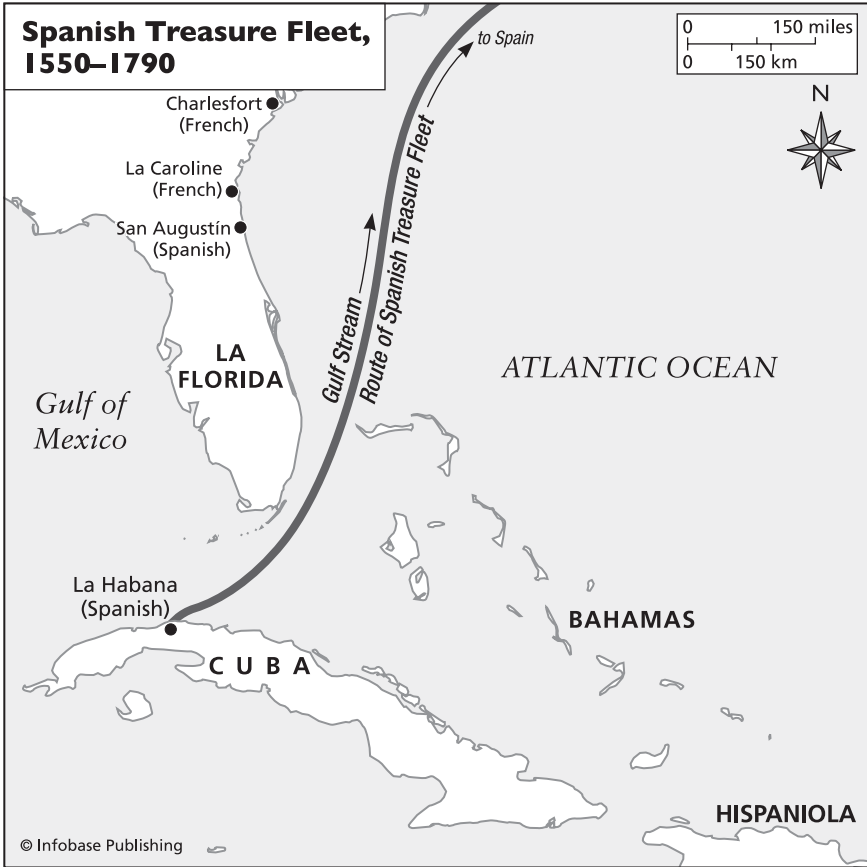 Spanish Treasure Fleet,
1550–1790
to Spain
0 150 miles
0 150 km
N
Charlesfort
(French)
La Caroline
(French)
San Augustín
(Spanish)
Gulf Stream
Route of Spanish Treasure Fleet
LA
FLORIDA
ATLANTIC OCEAN
Gulf of
Mexico
La Habana
(Spanish)
BAHAMAS
CUBA
HISPANIOLA
© Infobase Publishing